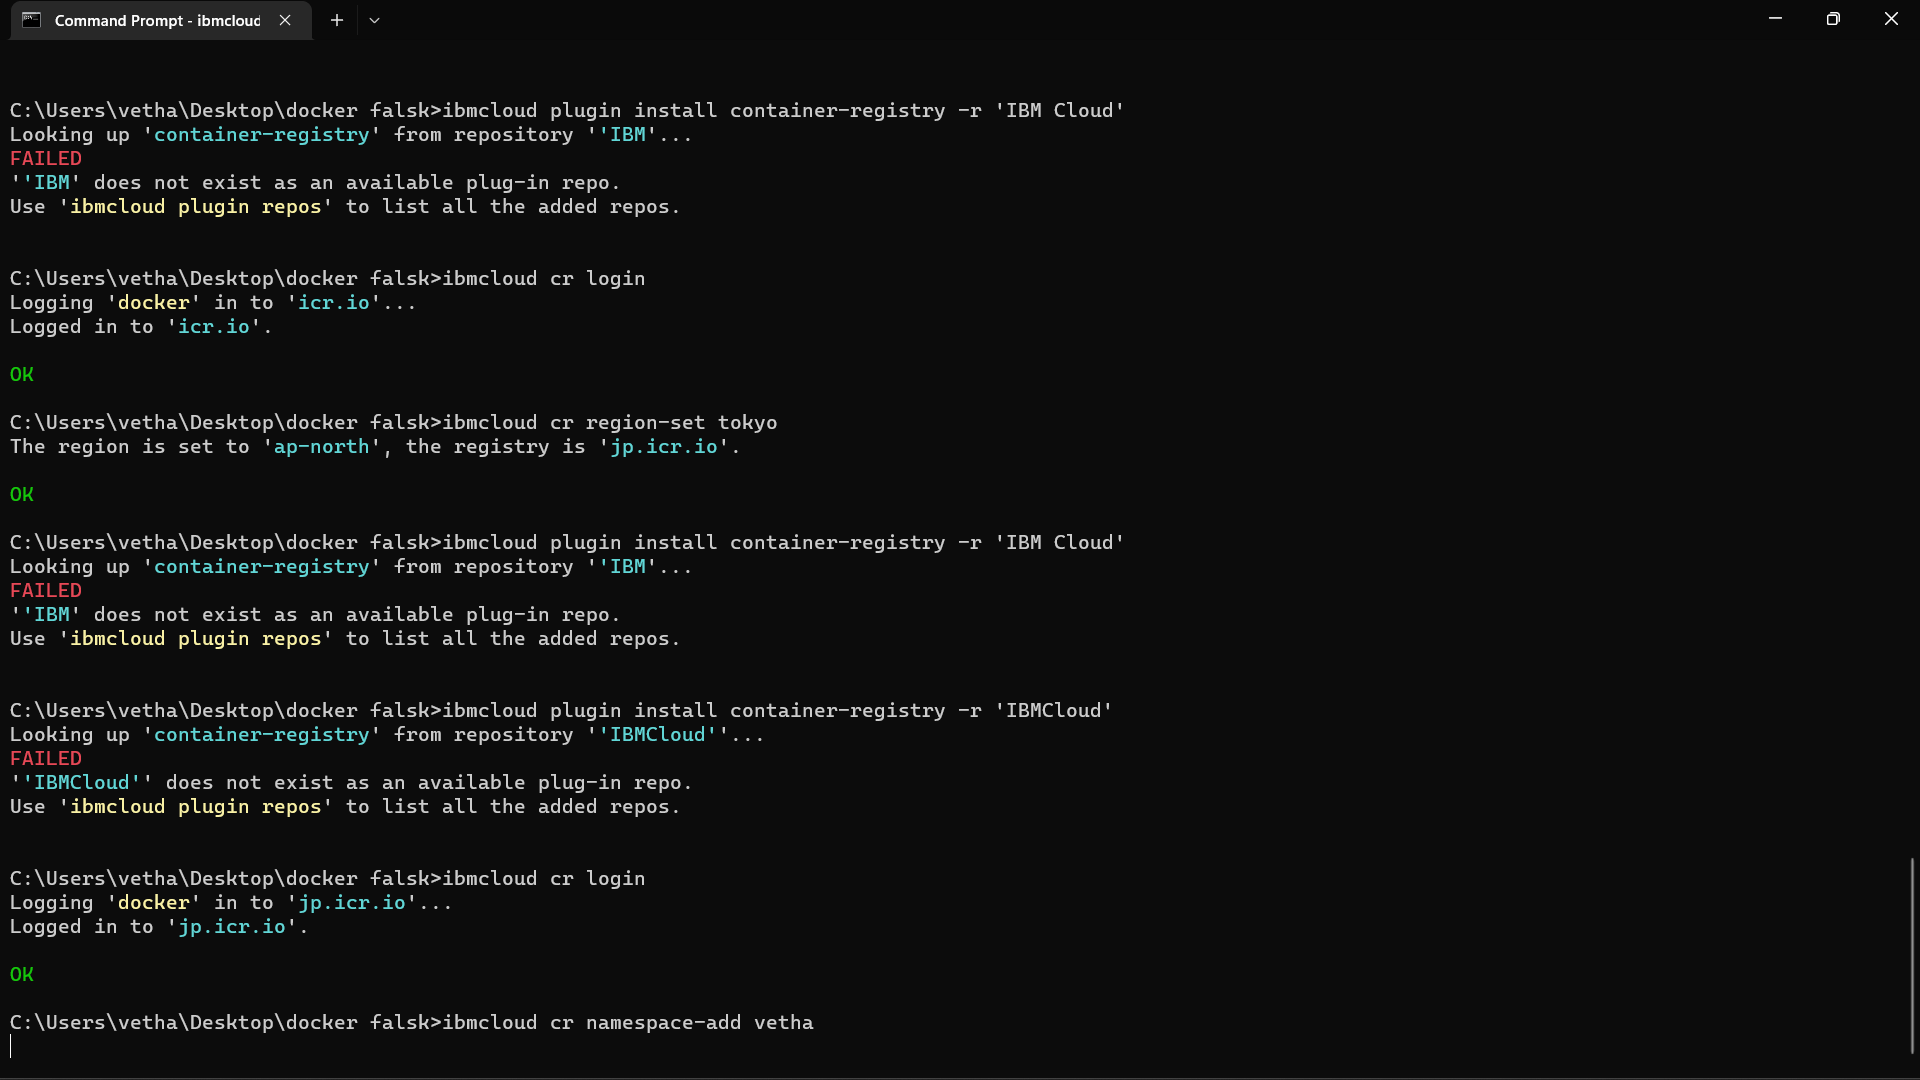 Command Prompt - ibmcloud
C:\Users\vetha\Desktop\docker falsk>ibmcloud plugin install container-registry -r 'IBM Cloud'
Looking up 'container-registry' from repository ''IBM'...
FAILED
''IBM' does not exist as an available plug-in repo.
Use 'ibmcloud plugin repos' to list all the added repos.
C:\Users\vetha\Desktop\docker falsk>ibmcloud cr login
Logging 'docker' in to 'icr.io'...
Logged in to 'icr.io'.
OK
C:\Users\vetha\Desktop\docker falsk>ibmcloud cr region-set tokyo
The region is set to 'ap-north', the registry is 'jp.icr.io'.
OK
C:\Users\vetha\Desktop\docker falsk>ibmcloud plugin install container-registry -r 'IBM Cloud'
Looking up 'container-registry' from repository ''IBM'...
FAILED
''IBM' does not exist as an available plug-in repo.
Use 'ibmcloud plugin repos' to list all the added repos.
C:\Users\vetha\Desktop\docker falsk>ibmcloud plugin install container-registry -r 'IBMCloud'
Looking up 'container-registry' from repository ''IBMCloud''...
FAILED
''IBMCloud'' does not exist as an available plug-in repo.
Use 'ibmcloud plugin repos' to list all the added repos.
C:\Users\vetha\Desktop\docker falsk>ibmcloud cr login
Logging 'docker' in to 'jp.icr.io'...
Logged in to 'jp.icr.io'.
OK
C:\Users\vetha\Desktop\docker falsk>ibmcloud cr namespace-add vetha